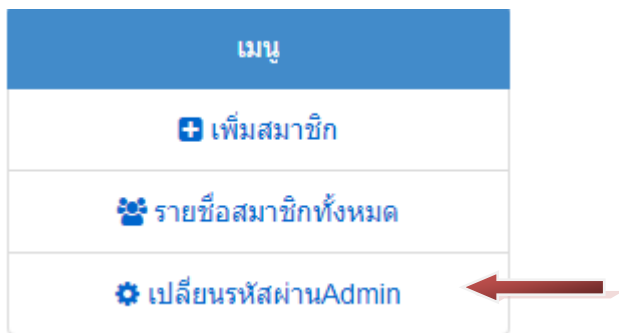 เมนู
เพิ่มสมาชิก
รายชื่อสมาชิกทั้งหมด
เปลี่ยนรหัสผ่านAdmin